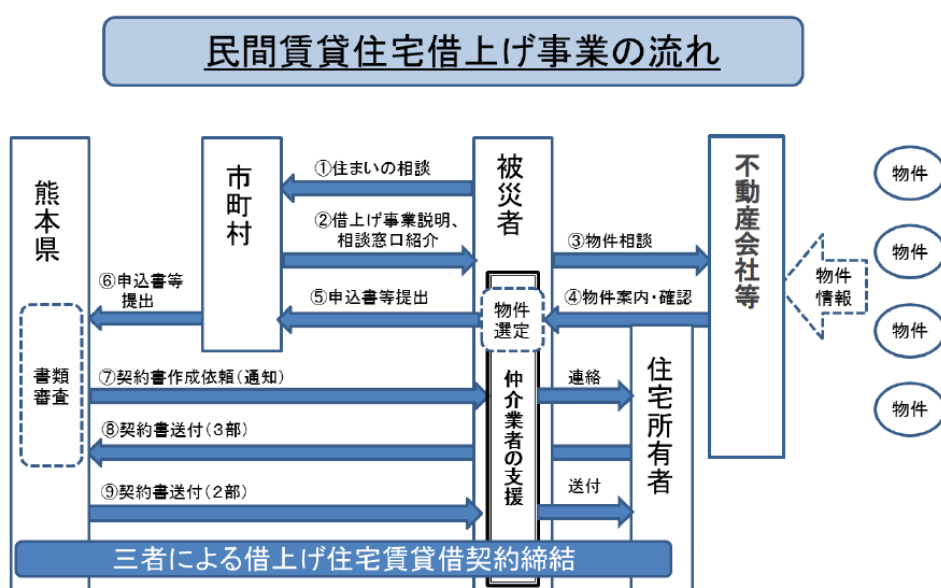 民間賃貸住宅借上げ事業の流れ
熊本県
市町村
被災者
不動産会社等
物件
物件
物件
物件
物件
情報
①住まいの相談
②借上げ事業説明、
相談窓口紹介
③物件相談
④物件案内・確認
物件
選定
⑤申込書等提出
⑥申込書等
提出
書類
審査
住宅所有者
仲介業者の支援
⑦契約書作成依頼(通知)
連絡
⑧契約書送付(3部)
⑨契約書送付(2部)
送付
三者による借上げ住宅賃貸借契約締結